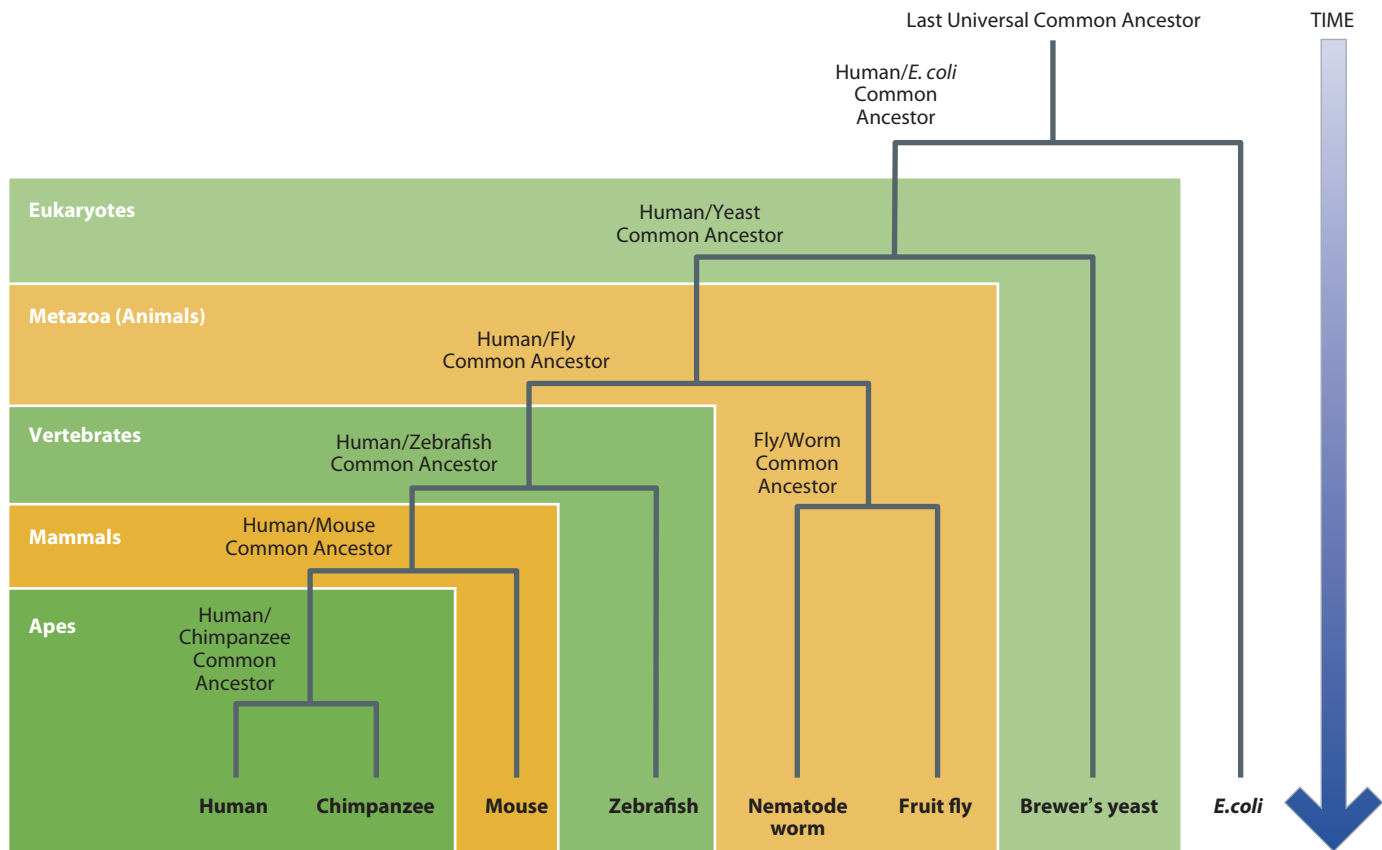 Last Universal Common Ancestor
TIME
Human/E. coli
Common
Ancestor
Eukaryotes
Human/Yeast
Common Ancestor
Metazoa (Animals)
Human/Fly
Common Ancestor
Vertebrates
Human/Zebrafish
Common Ancestor
Fly/Worm
Common
Ancestor
Mammals
Human/Mouse
Common Ancestor
Apes
Human/
Chimpanzee
Common
Ancestor
Human
Chimpanzee
Mouse
Zebrafish
Nematode
worm
Fruit fly
Brewer’s yeast
E.coli